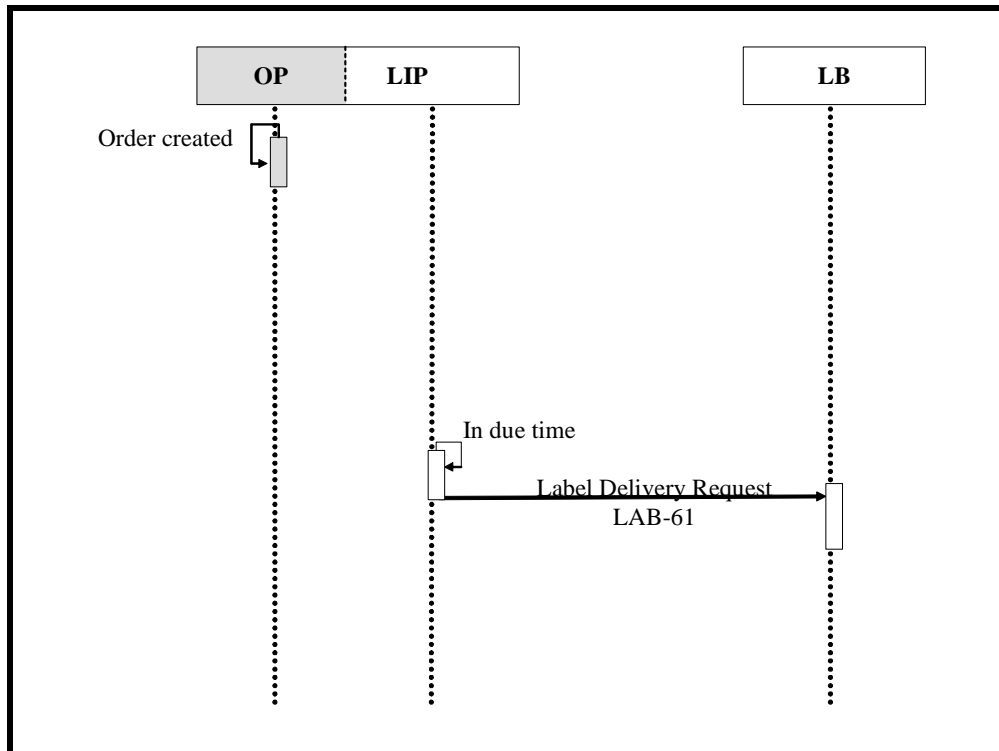 OP
LIP
LB
Order created
In due time
Label Delivery Request
LAB-61